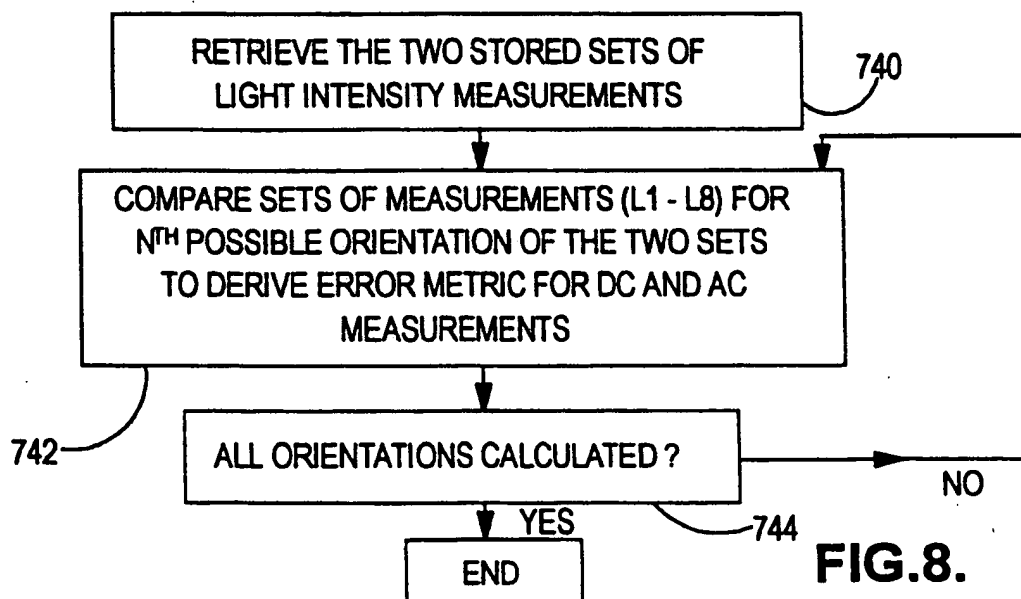 RETRIEVE THE TWO STORED SETS OF
LIGHT INTENSITY MEASUREMENTS
740
COMPARE SETS OF MEASUREMENTS (L1 - L8) FOR
NTH POSSIBLE ORIENTATION OF THE TWO SETS
TO DERIVE ERROR METRIC FOR DC AND AC
MEASUREMENTS
742
ALL ORIENTATIONS CALCULATED ?
NO
YES
744
END
FIG.8.